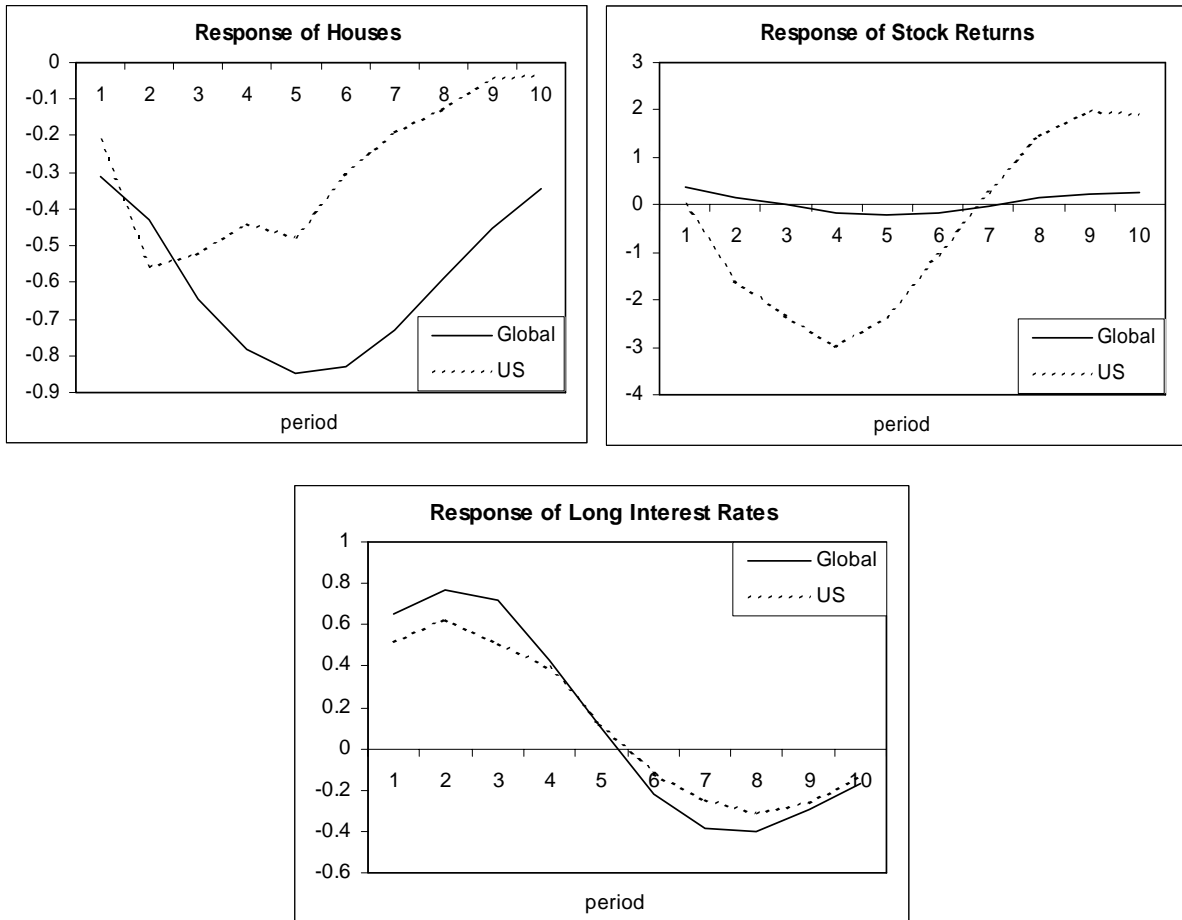 Response of Houses
0
-0.1
-0.2
-0.3
-0.4
-0.5
-0.6
-0.7
-0.8
-0.9
1 2 3 4 5 6 7 8 9 10
Global
US
period
Response of Stock Returns
3
2
1
0
-1
-2
-3
-4
1 2 3 4 5 6 7 8 9 10
Global
US
period
Response of Long Interest Rates
1
0.8
0.6
0.4
0.2
0
-0.2
-0.4
-0.6
1 2 3 4 5 6 7 8 9 10
Global
US
period